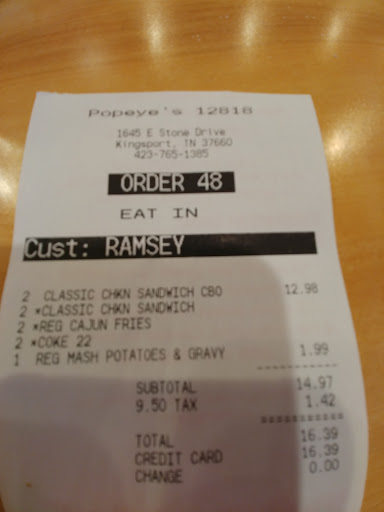 Popeye's 12818
1645 E Stone Drive
Kingsport, TN 37660
423-765-1385
ORDER 48
EAT IN
Cust: RAMSEY
2 CLASSIC CHKN SANDWICH CBO 12.98
2 *CLASSIC CHKN SANDWICH
2 *REG CAJUN FRIES
2 *COKE 22
1 REG MASH POTATOES & GRAVY 1.99
SUBTOTAL 14.97
9.50 TAX 1.42
TOTAL 16.39
CREDIT CARD 16.39
CHANGE 0.00